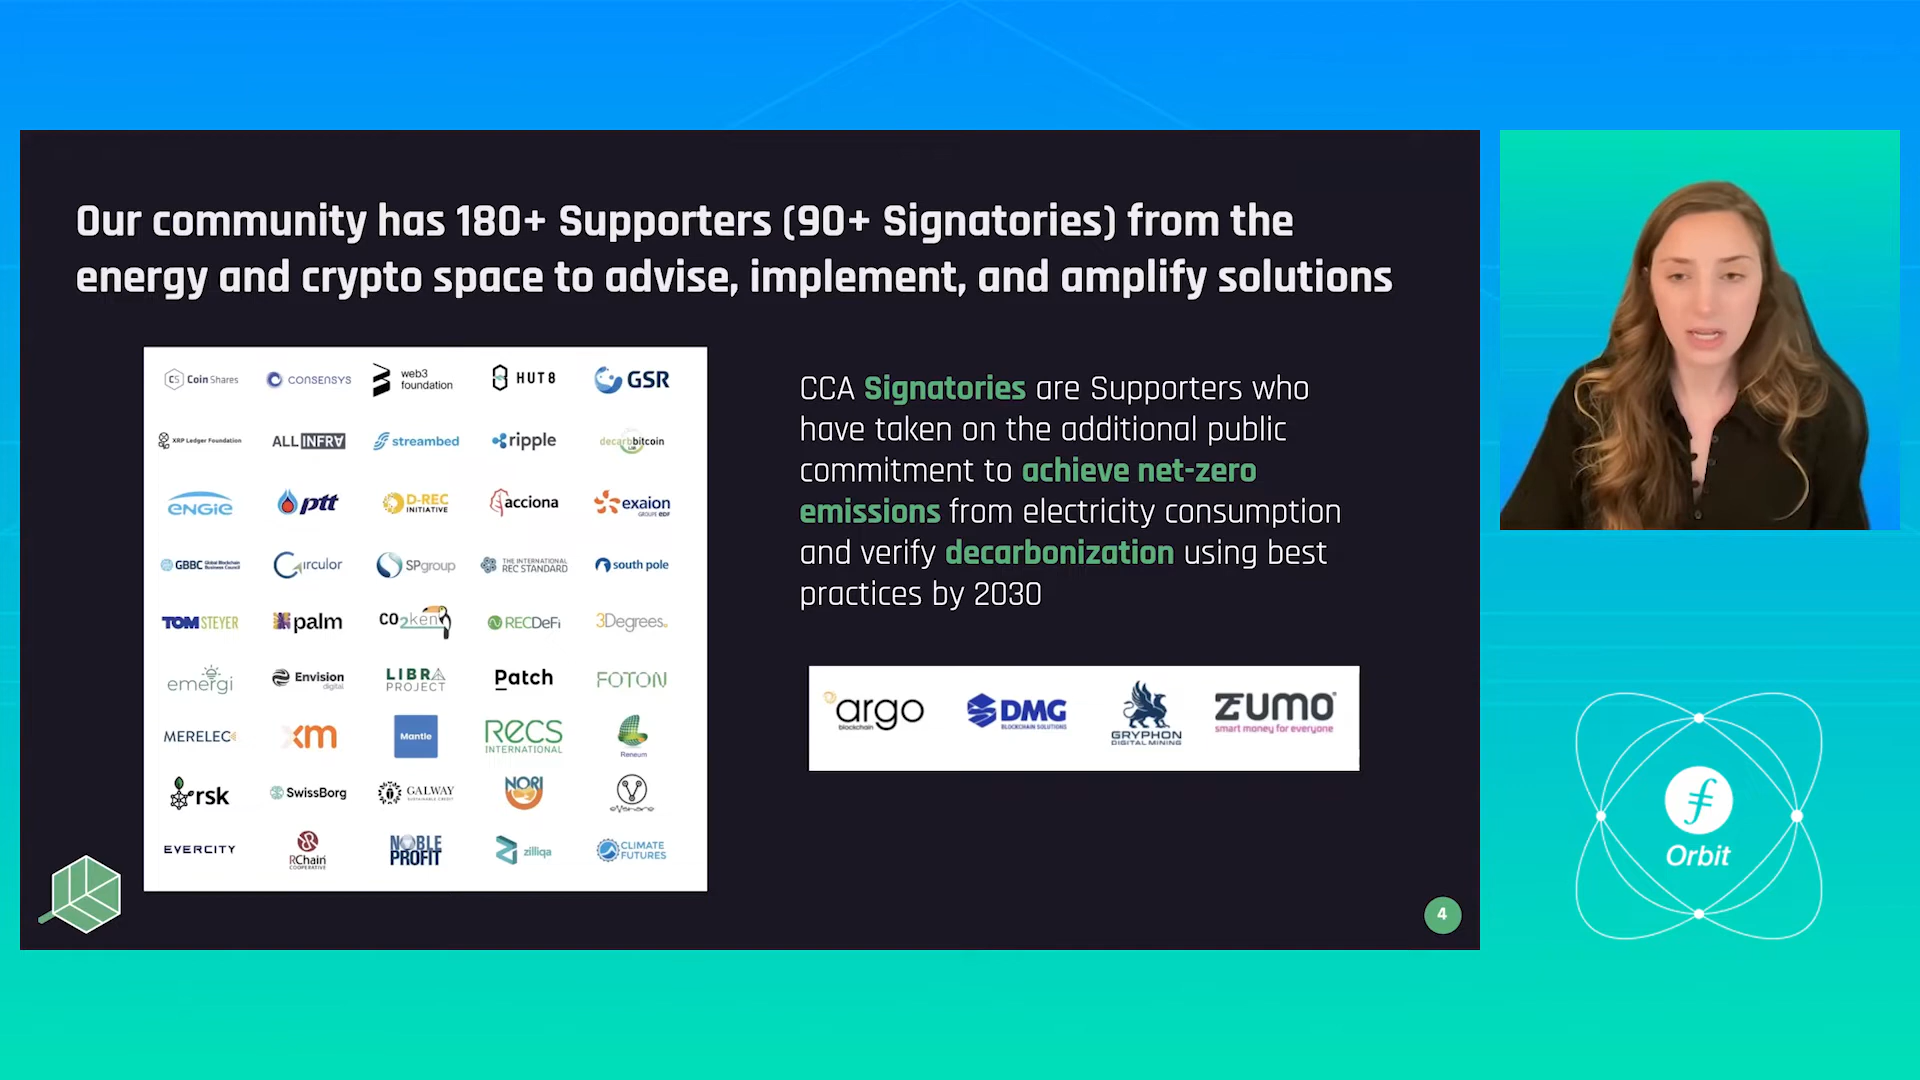 Our community has 180+ Supporters (90+ Signatories) from the
energy and crypto space to advise, implement, and amplify solutions
CS Coin Shares
CONSENSYS
web3
foundation
HUT 8
GSR
XRP Ledger Foundation
ALLINFRA
streambed
ripple
decarbbitcoin
ENGIE
ptt
D-REC
INITIATIVE
acciona
exaion
GROUPE EDF
GBBC Global Blockchain
Business Council
Circulor
SPgroup
THE INTERNATIONAL
REC STANDARD
south pole
TOMSTEYER
palm
CO2ken
RECDeFi
3Degrees.
emergi
Envision
digital
LIBRA
PROJECT
Patch
FOTON
MERELEC
xm
Mantle
RECS
INTERNATIONAL
Reneum
rsk
SwissBorg
GALWAY
SUSTAINABLE CREDIT
NORI
EVERCITY
RChain
COOPERATIVE
NOBLE
PROFIT
zilliqa
CLIMATE
FUTURES
CCA Signatories are Supporters who
have taken on the additional public
commitment to achieve net-zero
emissions from electricity consumption
and verify decarbonization using best
practices by 2030
argo
blockchain
DMG
BLOCKCHAIN SOLUTIONS
GRYPHON
DIGITAL MINING
ZUMO
smart money for everyone
4
Orbit